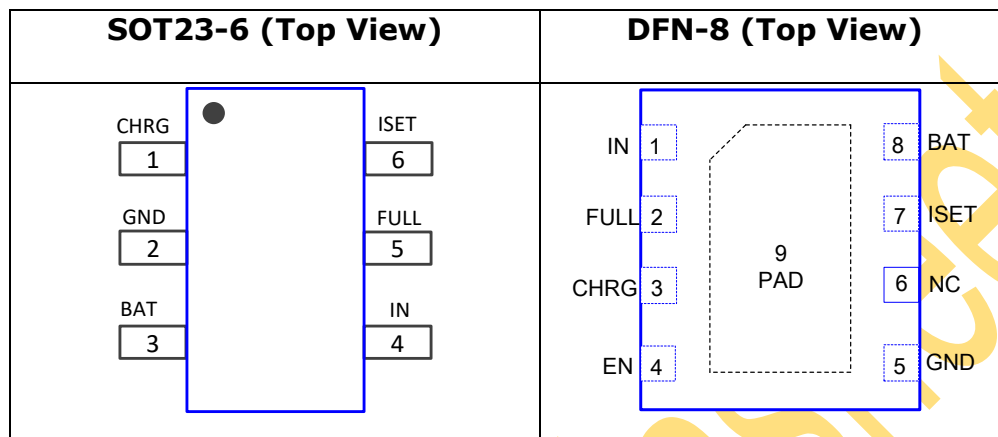 SOT23-6 (Top View)
DFN-8 (Top View)
CHRG
1
GND
2
BAT
3
ISET
6
FULL
5
IN
4
IN 1
FULL 2
CHRG 3
EN 4
9
PAD
8 BAT
7 ISET
6 NC
5 GND